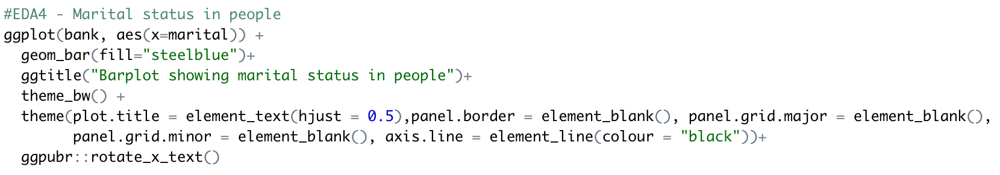 #EDA4 - Marital status in people
ggplot(bank, aes(x=marital)) +
  geom_bar(fill="steelblue")+
  ggtitle("Barplot showing marital status in people")+
  theme_bw() +
  theme(plot.title = element_text(hjust = 0.5),panel.border = element_blank(), panel.grid.major = element_blank(),
        panel.grid.minor = element_blank(), axis.line = element_line(colour = "black"))+
  ggpubr::rotate_x_text()